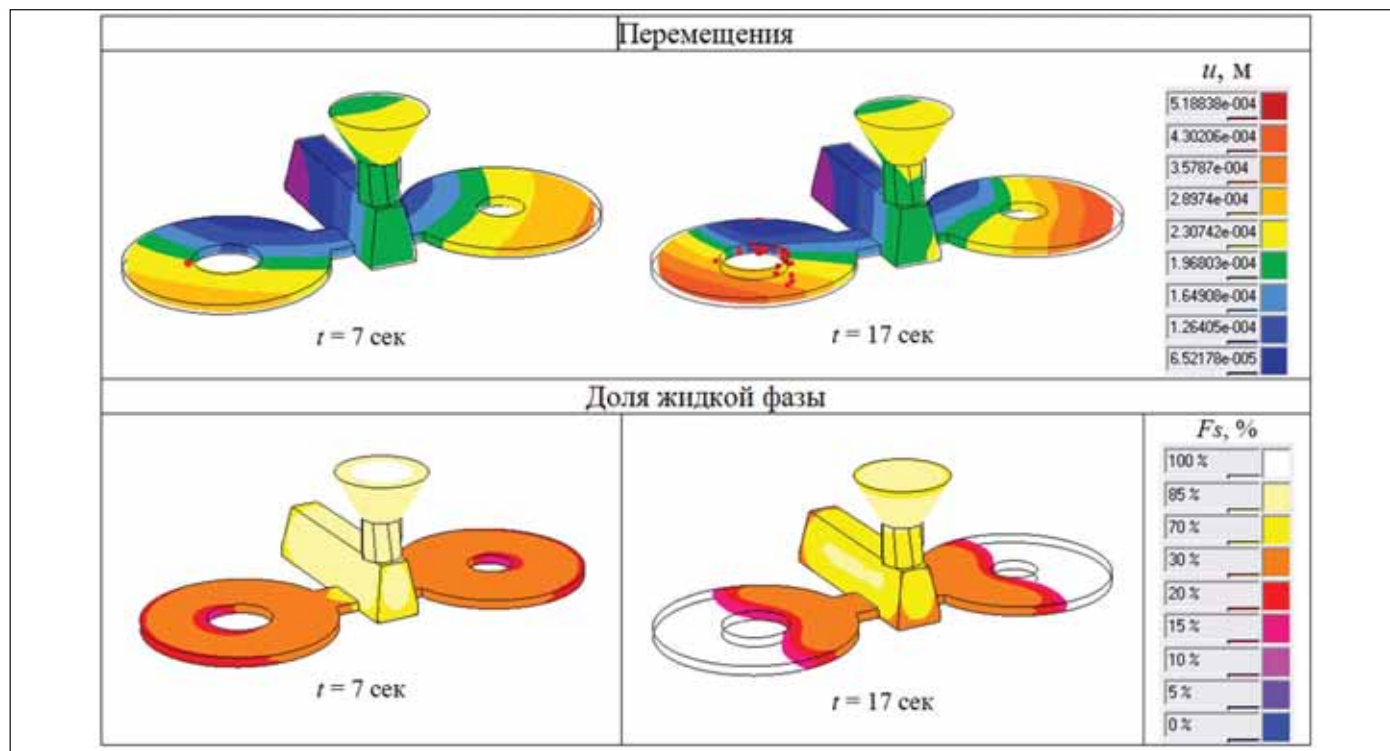 Перемещения
u, м
5.18838e-004
4.30206e-004
3.5787e-004
2.8974e-004
2.30742e-004
1.96803e-004
1.64908e-004
1.26405e-004
6.52178e-005
t = 7 сек
t = 17 сек
Доля жидкой фазы
Fs, %
100 %
85 %
70 %
30 %
20 %
15 %
10 %
5 %
0 %
t = 7 сек
t = 17 сек